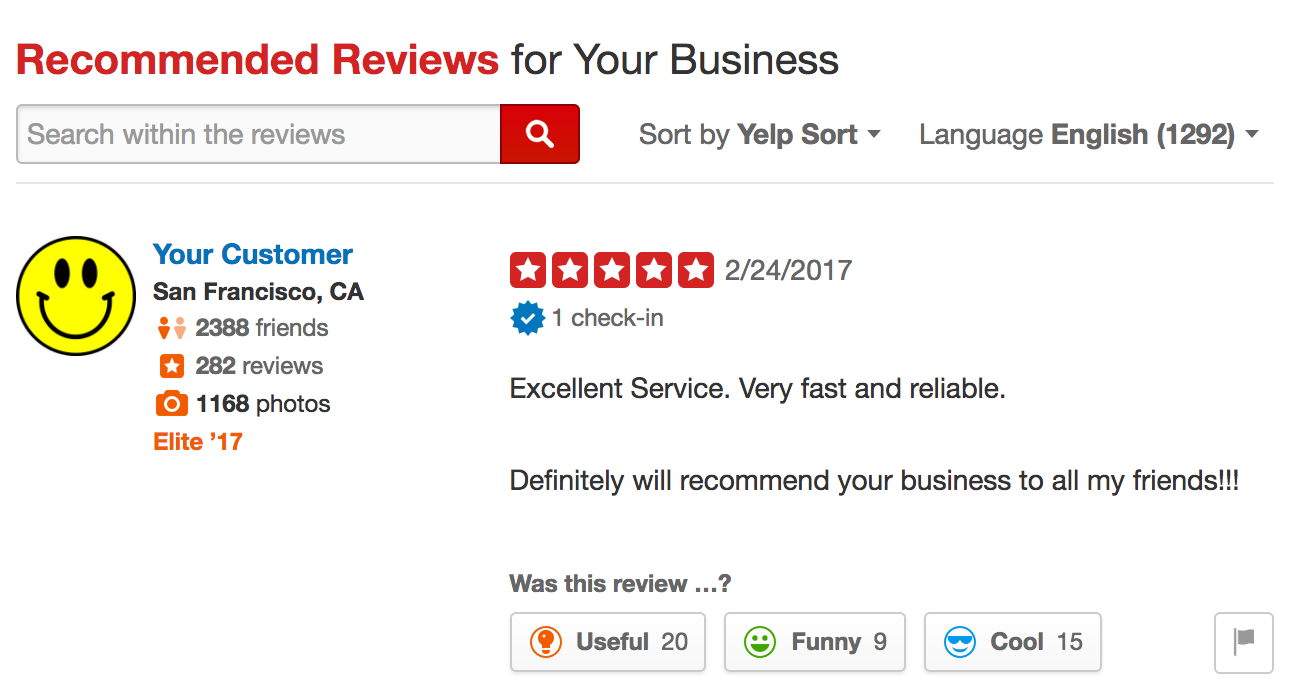 Recommended Reviews for Your Business
Search within the reviews
Sort by Yelp Sort
Language English (1292)
Your Customer
San Francisco, CA
2388 friends
282 reviews
1168 photos
Elite ’17
2/24/2017
1 check-in
Excellent Service. Very fast and reliable.
Definitely will recommend your business to all my friends!!!
Was this review ...?
Useful 20
Funny 9
Cool 15